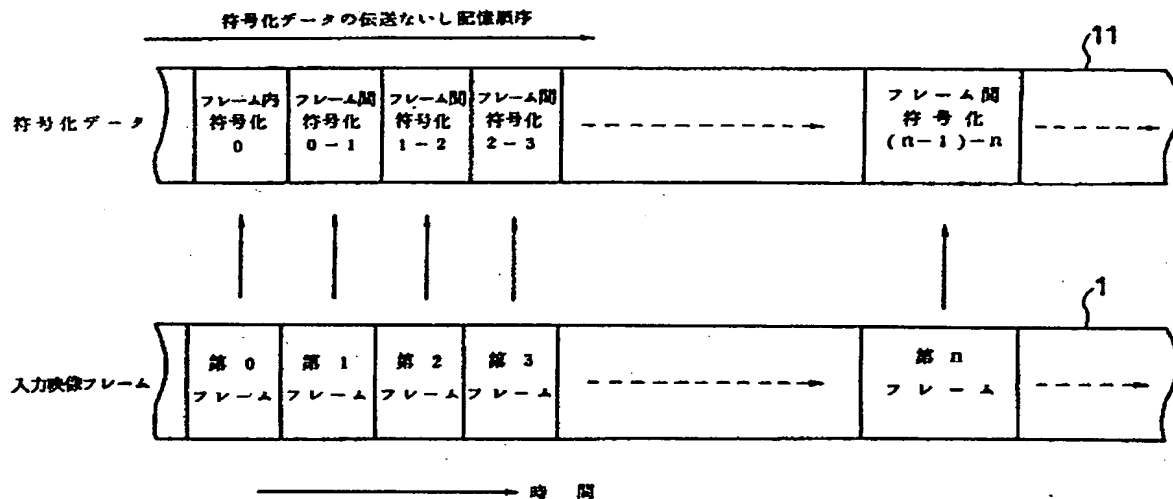 符号化データの伝送ないし記憶順序
11
符号化データ
フレーム内
符号化
0
フレーム間
符号化
0-1
フレーム間
符号化
1-2
フレーム間
符号化
2-3
フレーム間
符号化
(n-1)-n
1
入力映像フレーム
第 0
フレーム
第 1
フレーム
第 2
フレーム
第 3
フレーム
第 n
フレーム
時 間